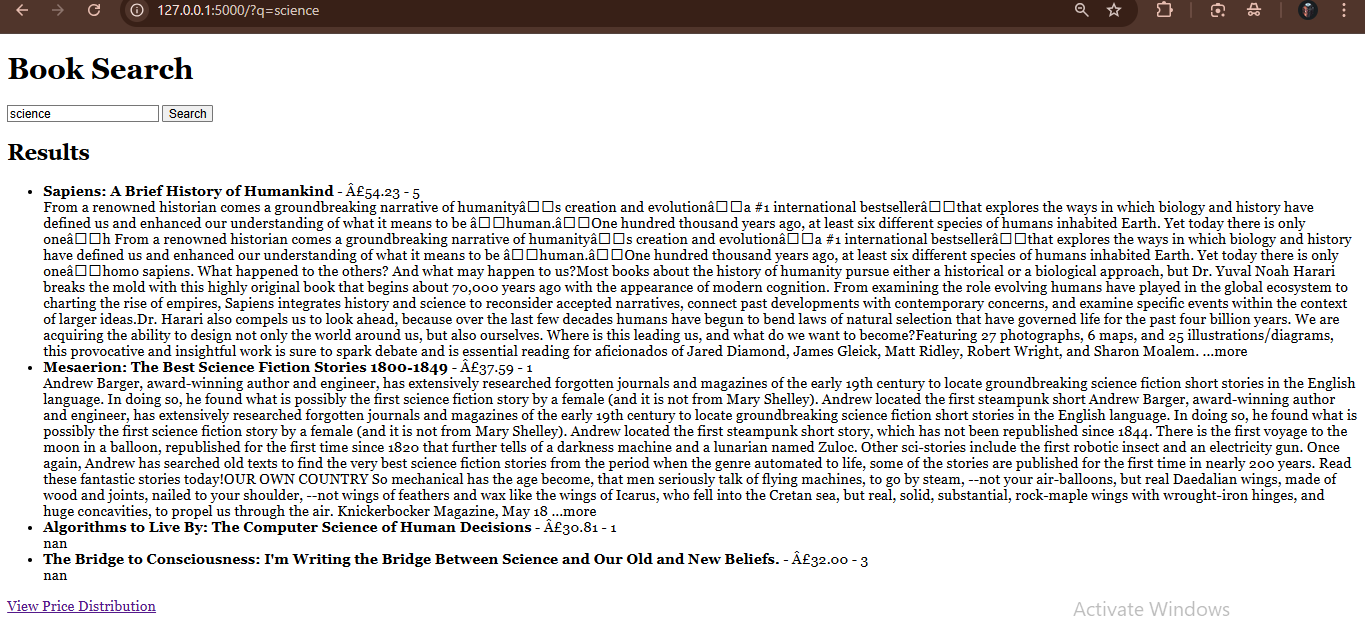 127.0.0.1:5000/?q=science
Book Search
science Search
Results
Sapiens: A Brief History of Humankind - Â£54.23 - 5
From a renowned historian comes a groundbreaking narrative of humanityâ□□s creation and evolutionâ□□a #1 international bestsellerâ□□that explores the ways in which biology and history have
defined us and enhanced our understanding of what it means to be â□□human.â□□One hundred thousand years ago, at least six different species of humans inhabited Earth. Yet today there is only
oneâ□□h From a renowned historian comes a groundbreaking narrative of humanityâ□□s creation and evolutionâ□□a #1 international bestsellerâ□□that explores the ways in which biology and history
have defined us and enhanced our understanding of what it means to be â□□human.â□□One hundred thousand years ago, at least six different species of humans inhabited Earth. Yet today there is only
oneâ□□homo sapiens. What happened to the others? And what may happen to us?Most books about the history of humanity pursue either a historical or a biological approach, but Dr. Yuval Noah Harari
breaks the mold with this highly original book that begins about 70,000 years ago with the appearance of modern cognition. From examining the role evolving humans have played in the global ecosystem to
charting the rise of empires, Sapiens integrates history and science to reconsider accepted narratives, connect past developments with contemporary concerns, and examine specific events within the context
of larger ideas.Dr. Harari also compels us to look ahead, because over the last few decades humans have begun to bend laws of natural selection that have governed life for the past four billion years. We are
acquiring the ability to design not only the world around us, but also ourselves. Where is this leading us, and what do we want to become?Featuring 27 photographs, 6 maps, and 25 illustrations/diagrams,
this provocative and insightful work is sure to spark debate and is essential reading for aficionados of Jared Diamond, James Gleick, Matt Ridley, Robert Wright, and Sharon Moalem. ...more
Mesaerion: The Best Science Fiction Stories 1800-1849 - Â£37.59 - 1
Andrew Barger, award-winning author and engineer, has extensively researched forgotten journals and magazines of the early 19th century to locate groundbreaking science fiction short stories in the English
language. In doing so, he found what is possibly the first science fiction story by a female (and it is not from Mary Shelley). Andrew located the first steampunk short Andrew Barger, award-winning author
and engineer, has extensively researched forgotten journals and magazines of the early 19th century to locate groundbreaking science fiction short stories in the English language. In doing so, he found what is
possibly the first science fiction story by a female (and it is not from Mary Shelley). Andrew located the first steampunk short story, which has not been republished since 1844. There is the first voyage to the
moon in a balloon, republished for the first time since 1820 that further tells of a darkness machine and a lunarian named Zuloc. Other sci-stories include the first robotic insect and an electricity gun. Once
again, Andrew has searched old texts to find the very best science fiction stories from the period when the genre automated to life, some of the stories are published for the first time in nearly 200 years. Read
these fantastic stories today!OUR OWN COUNTRY So mechanical has the age become, that men seriously talk of flying machines, to go by steam, --not your air-balloons, but real Daedalian wings, made of
wood and joints, nailed to your shoulder, --not wings of feathers and wax like the wings of Icarus, who fell into the Cretan sea, but real, solid, substantial, rock-maple wings with wrought-iron hinges, and
huge concavities, to propel us through the air. Knickerbocker Magazine, May 18 ...more
Algorithms to Live By: The Computer Science of Human Decisions - Â£30.81 - 1
nan
The Bridge to Consciousness: I'm Writing the Bridge Between Science and Our Old and New Beliefs. - Â£32.00 - 3
nan
View Price Distribution
Activate Windows